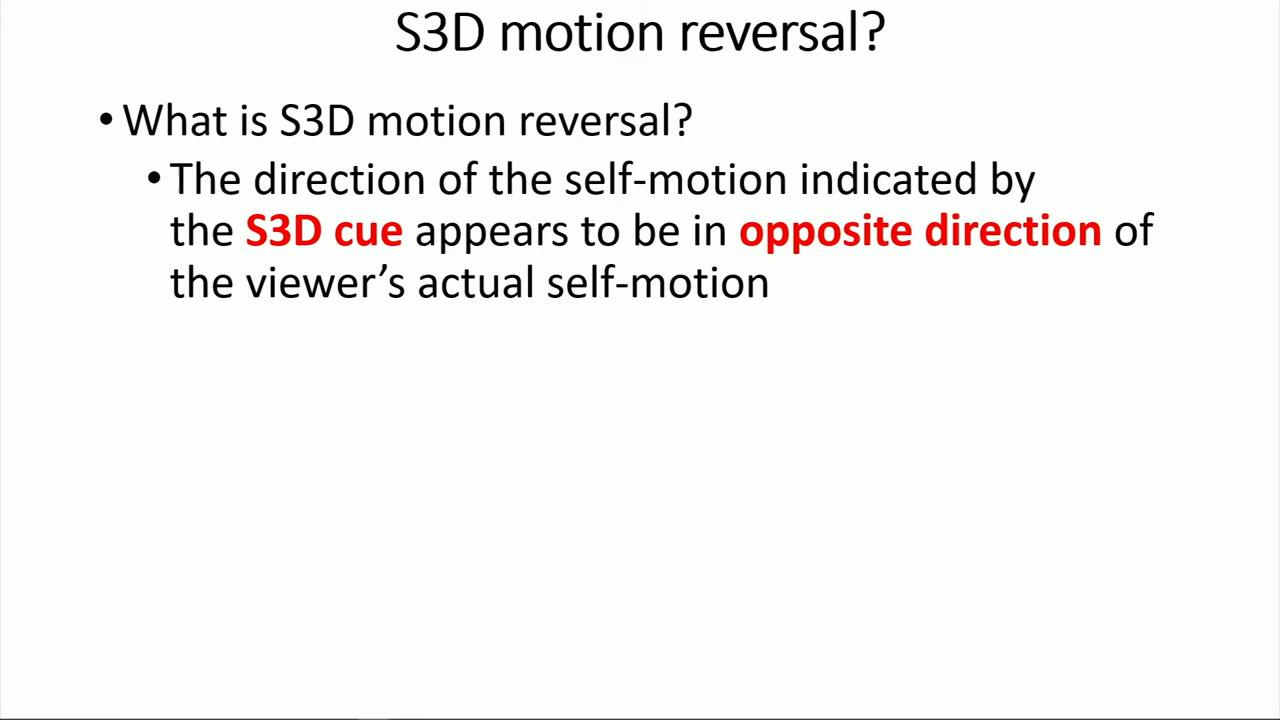 S3D motion reversal?
• What is S3D motion reversal?
• The direction of the self-motion indicated by
the S3D cue appears to be in opposite direction of
the viewer’s actual self-motion